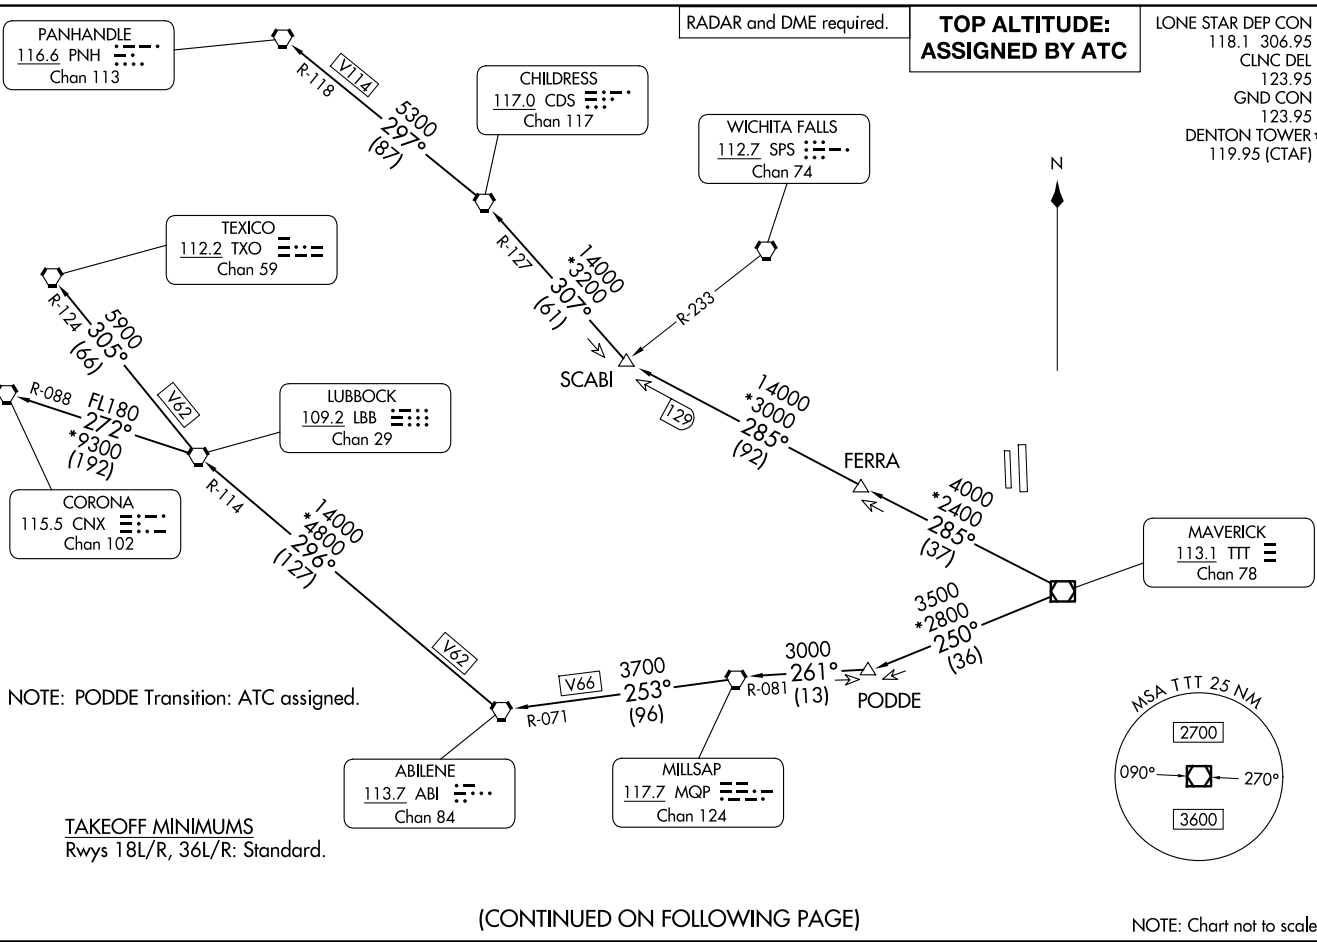 RADAR and DME required.
TOP ALTITUDE:
ASSIGNED BY ATC
LONE STAR DEP CON
118.1 306.95
CLNC DEL
123.95
GND CON
123.95
DENTON TOWER
119.95 (CTAF)
PANHANDLE
116.6 PNH
Chan 113
R-118
V114
5300
297°
(87)
CHILDRESS
117.0 CDS
Chan 117
WICHITA FALLS
112.7 SPS
Chan 74
N
TEXICO
112.2 TXO
Chan 59
R-127
14000
*3200
307°
(61)
R-233
SCABI
R-124
5900
305°
(66)
V62
R-088
FL180
272°
*9300
(192)
LUBBOCK
109.2 LBB
Chan 29
129
14000
*3000
285°
(92)
FERRA
4000
*2400
285°
(37)
CORONA
115.5 CNX
Chan 102
R-114
14000
*4800
296°
(127)
MAVERICK
113.1 TTT
Chan 78
3500
*2800
250°
(36)
V62
3000
261°
(13)
R-081
PODDE
3700
V66
253°
(96)
R-071
NOTE: PODDE Transition: ATC assigned.
ABILENE
113.7 ABI
Chan 84
MILLSAP
117.7 MQP
Chan 124
MSA TTT 25 NM
2700
090°
270°
3600
TAKEOFF MINIMUMS
Rwys 18L/R, 36L/R: Standard.
(CONTINUED ON FOLLOWING PAGE)
NOTE: Chart not to scale